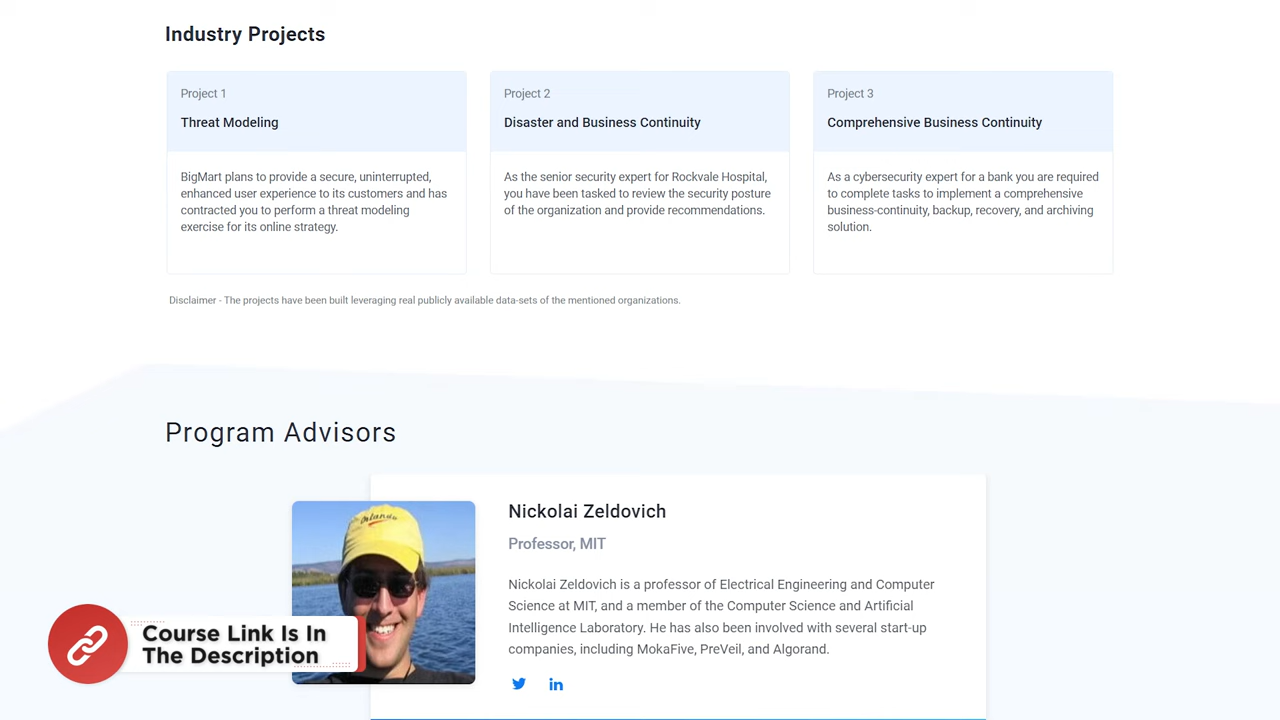 Industry Projects
Project 1
Threat Modeling
BigMart plans to provide a secure, uninterrupted,
enhanced user experience to its customers and has
contracted you to perform a threat modeling
exercise for its online strategy.
Project 2
Disaster and Business Continuity
As the senior security expert for Rockvale Hospital,
you have been tasked to review the security posture
of the organization and provide recommendations.
Project 3
Comprehensive Business Continuity
As a cybersecurity expert for a bank you are required
to complete tasks to implement a comprehensive
business-continuity, backup, recovery, and archiving
solution.
Disclaimer - The projects have been built leveraging real publicly available data-sets of the mentioned organizations.
Program Advisors
Orlando
Nickolai Zeldovich
Professor, MIT
Nickolai Zeldovich is a professor of Electrical Engineering and Computer
Science at MIT, and a member of the Computer Science and Artificial
Intelligence Laboratory. He has also been involved with several start-up
companies, including MokaFive, PreVeil, and Algorand.
in
Course Link Is In
The Description